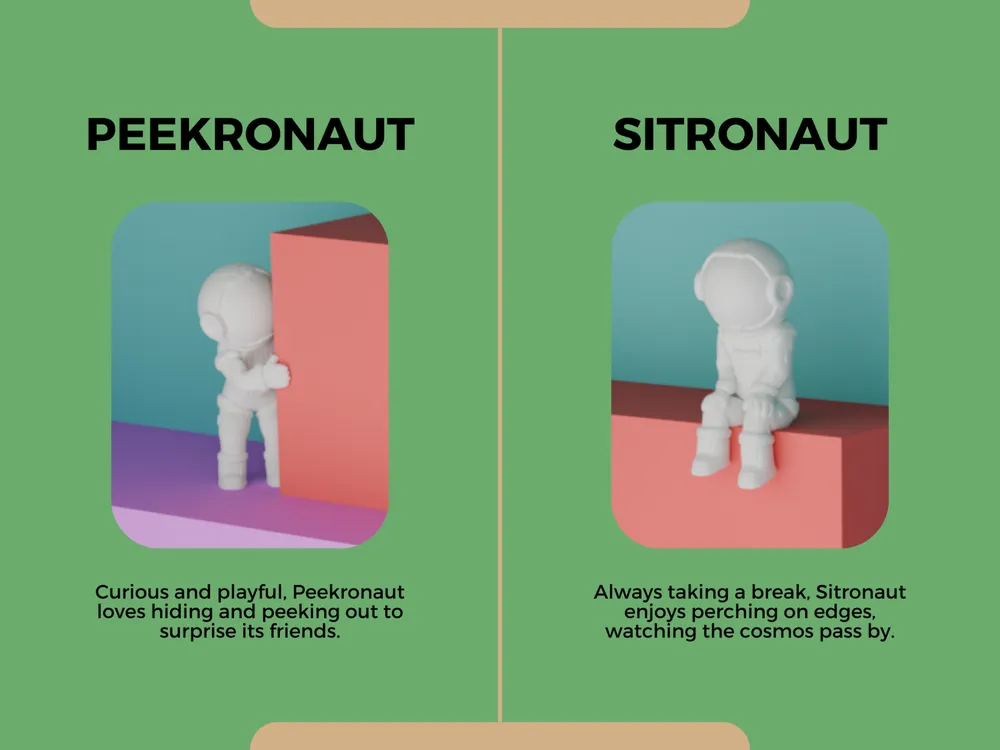 PEEKRONAUT
Curious and playful, Peekronaut
loves hiding and peeking out to
surprise its friends.
SITRONAUT
Always taking a break, Sitronaut
enjoys perching on edges,
watching the cosmos pass by.